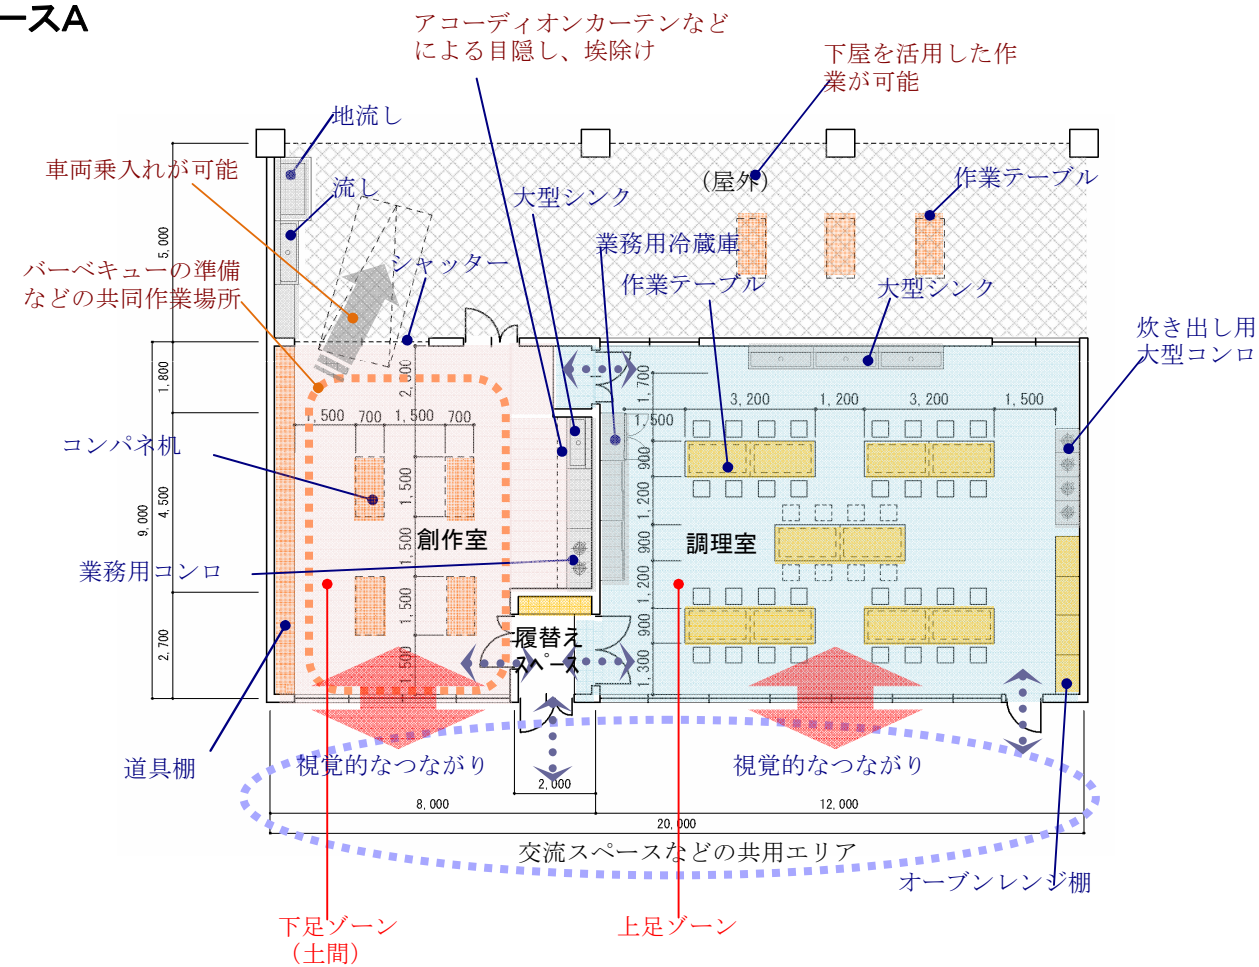 ースA
アコーディオンカーテンなど
による目隠し、埃除け
下屋を活用した作
業が可能
地流し
車両乗入れが可能
流し
大型シンク
(屋外)
作業テーブル
業務用冷蔵庫
シャッター
作業テーブル
大型シンク
バーベキューの準備
などの共同作業場所
炊き出し用
大型コンロ
5,000
1,800
9,000
4,500
2,700
2,000
1,500
700
1,500
700
1,500
1,500
1,500
1,500
1,700
3,200
1,200
3,200
1,500
1,500
900
1,200
900
1,200
900
1,300
コンパネ机
創作室
調理室
業務用コンロ
履替え
スペース
道具棚
視覚的なつながり
視覚的なつながり
2,000
8,000
12,000
20,000
交流スペースなどの共用エリア
オーブンレンジ棚
下足ゾーン
(土間)
上足ゾーン